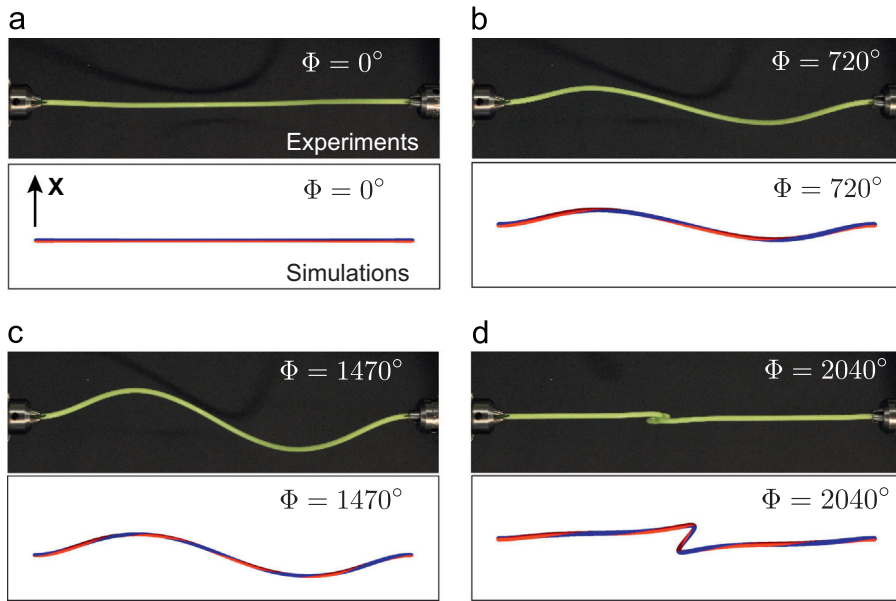 a
Φ = 0°
Experiments
X
Φ = 0°
Simulations
b
Φ = 720°
Φ = 720°
c
Φ = 1470°
Φ = 1470°
d
Φ = 2040°
Φ = 2040°